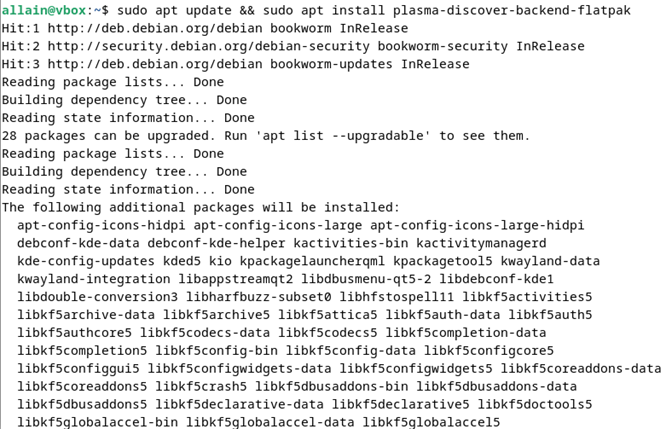 allain@vbox:~$ sudo apt update && sudo apt install plasma-discover-backend-flatpak
Hit:1 http://deb.debian.org/debian bookworm InRelease
Hit:2 http://security.debian.org/debian-security bookworm-security InRelease
Hit:3 http://deb.debian.org/debian bookworm-updates InRelease
Reading package lists... Done
Building dependency tree... Done
Reading state information... Done
28 packages can be upgraded. Run 'apt list --upgradable' to see them.
Reading package lists... Done
Building dependency tree... Done
Reading state information... Done
The following additional packages will be installed:
  apt-config-icons-hidpi apt-config-icons-large apt-config-icons-large-hidpi
  debconf-kde-data debconf-kde-helper kactivities-bin kactivitymanagerd
  kde-config-updates kded5 kio kpackagelauncherqml kpackagetool5 kwayland-data
  kwayland-integration libappstreamqt2 libdbusmenu-qt5-2 libdebconf-kde1
  libdouble-conversion3 libharfbuzz-subset0 libhfstospell11 libkf5activities5
  libkf5archive-data libkf5archive5 libkf5attica5 libkf5auth-data libkf5auth5
  libkf5authcore5 libkf5codecs-data libkf5codecs5 libkf5completion-data
  libkf5completion5 libkf5config-bin libkf5config-data libkf5configcore5
  libkf5configgui5 libkf5configwidgets-data libkf5configwidgets5 libkf5coreaddons-data
  libkf5coreaddons5 libkf5crash5 libkf5dbusaddons-bin libkf5dbusaddons-data
  libkf5dbusaddons5 libkf5declarative-data libkf5declarative5 libkf5doctools5
  libkf5globalaccel-bin libkf5globalaccel-data libkf5globalaccel5